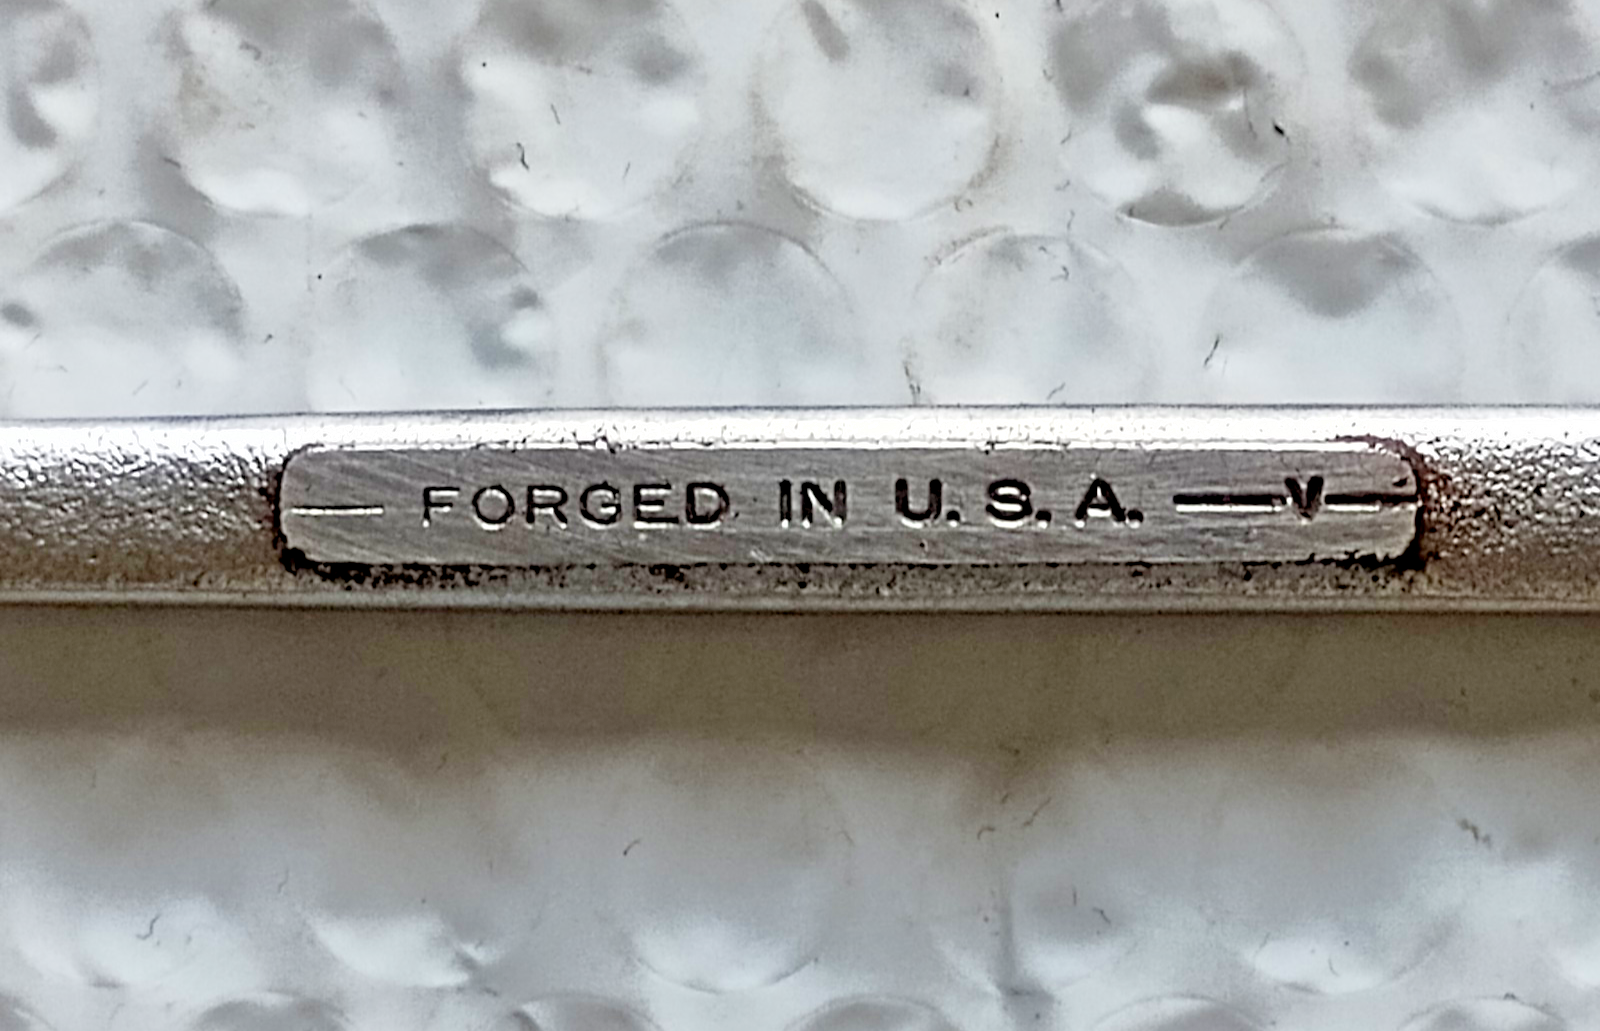 — FORGED IN U.S.A. —V—